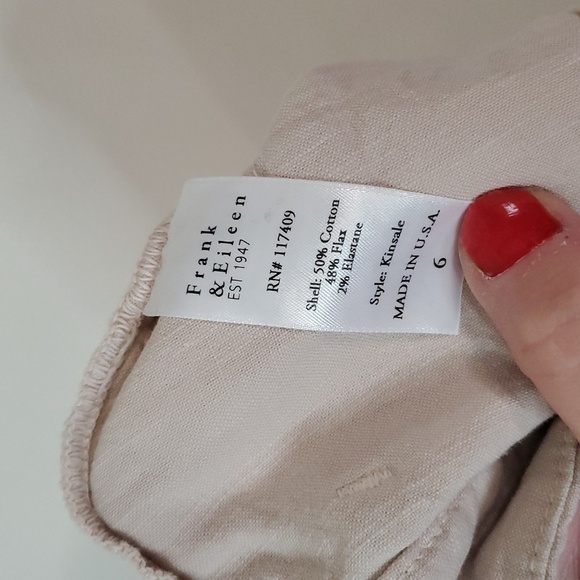 Frank
& Eileen
EST 1947
RN# 117409
Shell: 50% Cotton
48% Flax
2% Elastane
Style: Kinsale
MADE IN U.S.A.
6